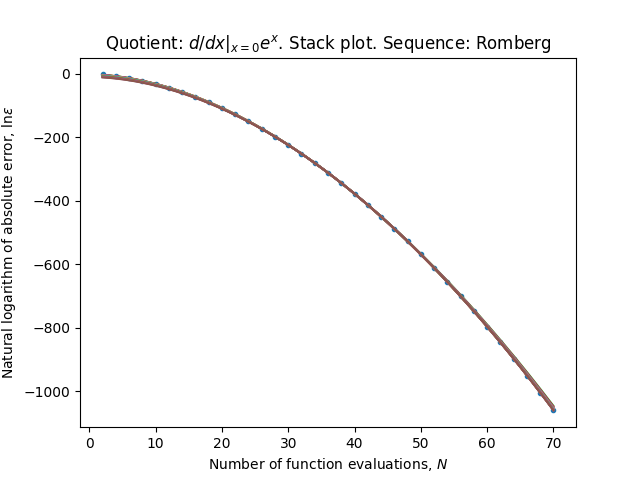 Quotient: $d/dx|_{x=0}e^x$. Stack plot. Sequence: Romberg
Natural logarithm of absolute error, lnε
0
−200
−400
−600
−800
−1000
0 10 20 30 40 50 60 70
Number of function evaluations, N